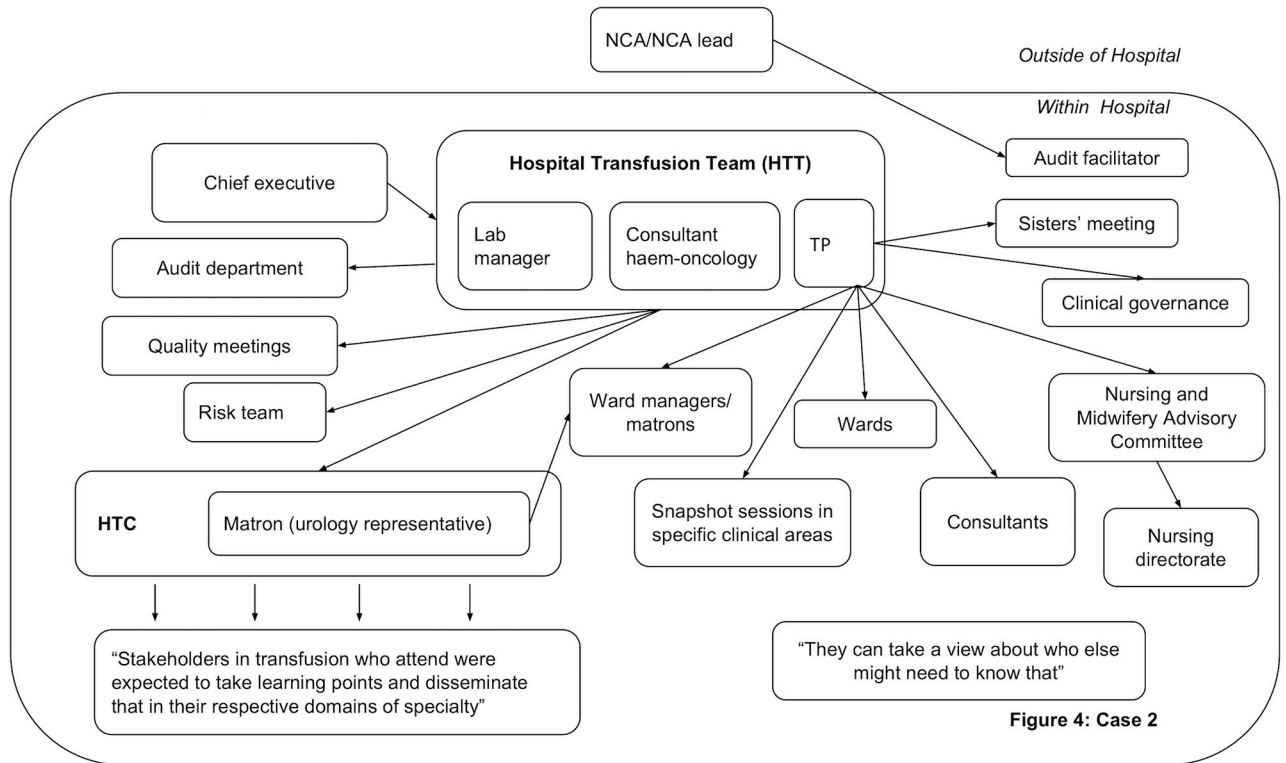 NCA/NCA lead
Outside of Hospital
Within Hospital
Hospital Transfusion Team (HTT)
Audit facilitator
Chief executive
Lab
manager
Consultant
haem-oncology
TP
Sisters’ meeting
Audit department
Clinical governance
Quality meetings
Risk team
Ward managers/
matrons
Wards
Nursing and
Midwifery Advisory
Committee
HTC
Matron (urology representative)
Snapshot sessions in
specific clinical areas
Consultants
Nursing
directorate
“Stakeholders in transfusion who attend were
expected to take learning points and disseminate
that in their respective domains of specialty”
“They can take a view about who else
might need to know that”
Figure 4: Case 2